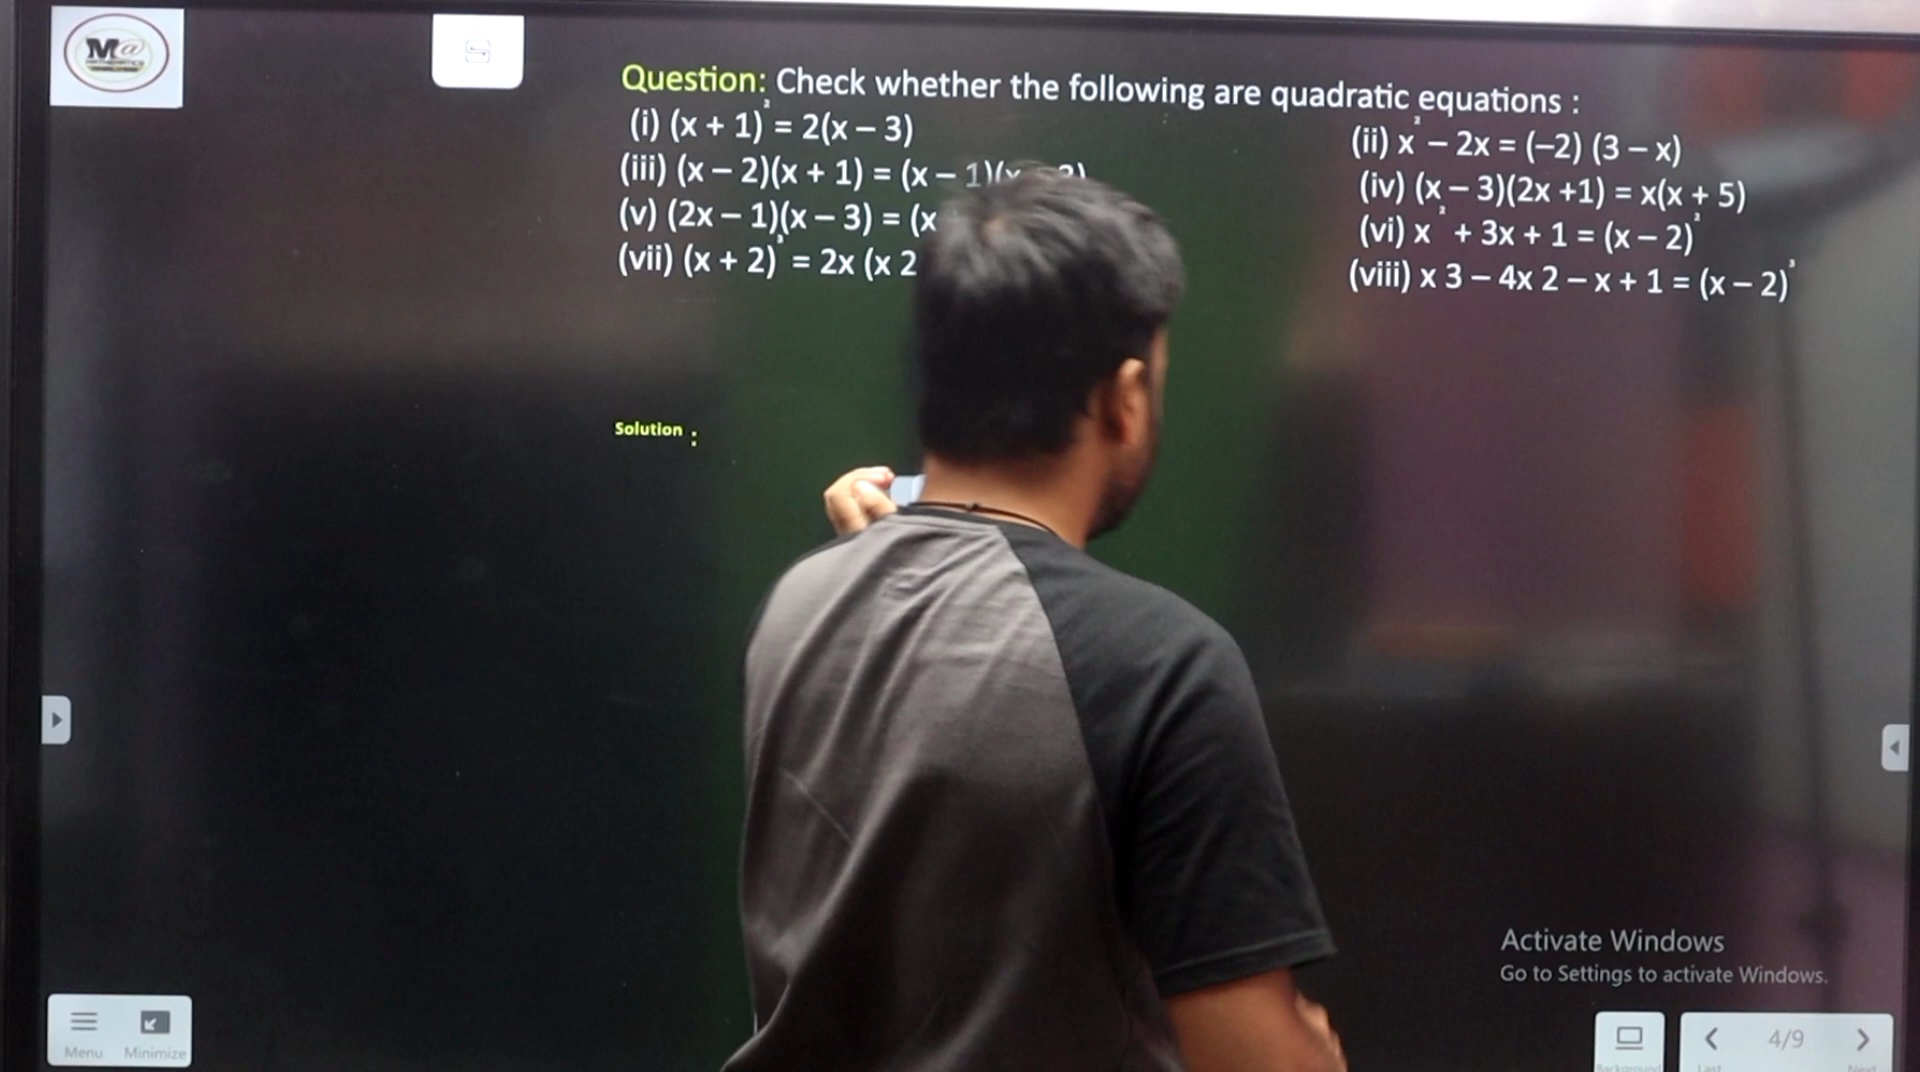 M@
Question: Check whether the following are quadratic equations :
(i) (x + 1)² = 2(x – 3)
(ii) x² – 2x = (–2) (3 – x)
(iii) (x – 2)(x + 1) = (x – 1)(x
(iv) (x – 3)(2x +1) = x(x + 5)
(v) (2x – 1)(x – 3) = (x
(vi) x² + 3x + 1 = (x – 2)²
(vii) (x + 2)³ = 2x (x 2
(viii) x 3 – 4x 2 – x + 1 = (x – 2)³
Solution :
Activate Windows
Go to Settings to activate Windows.
Menu Minimize
4/9
Background Last Next